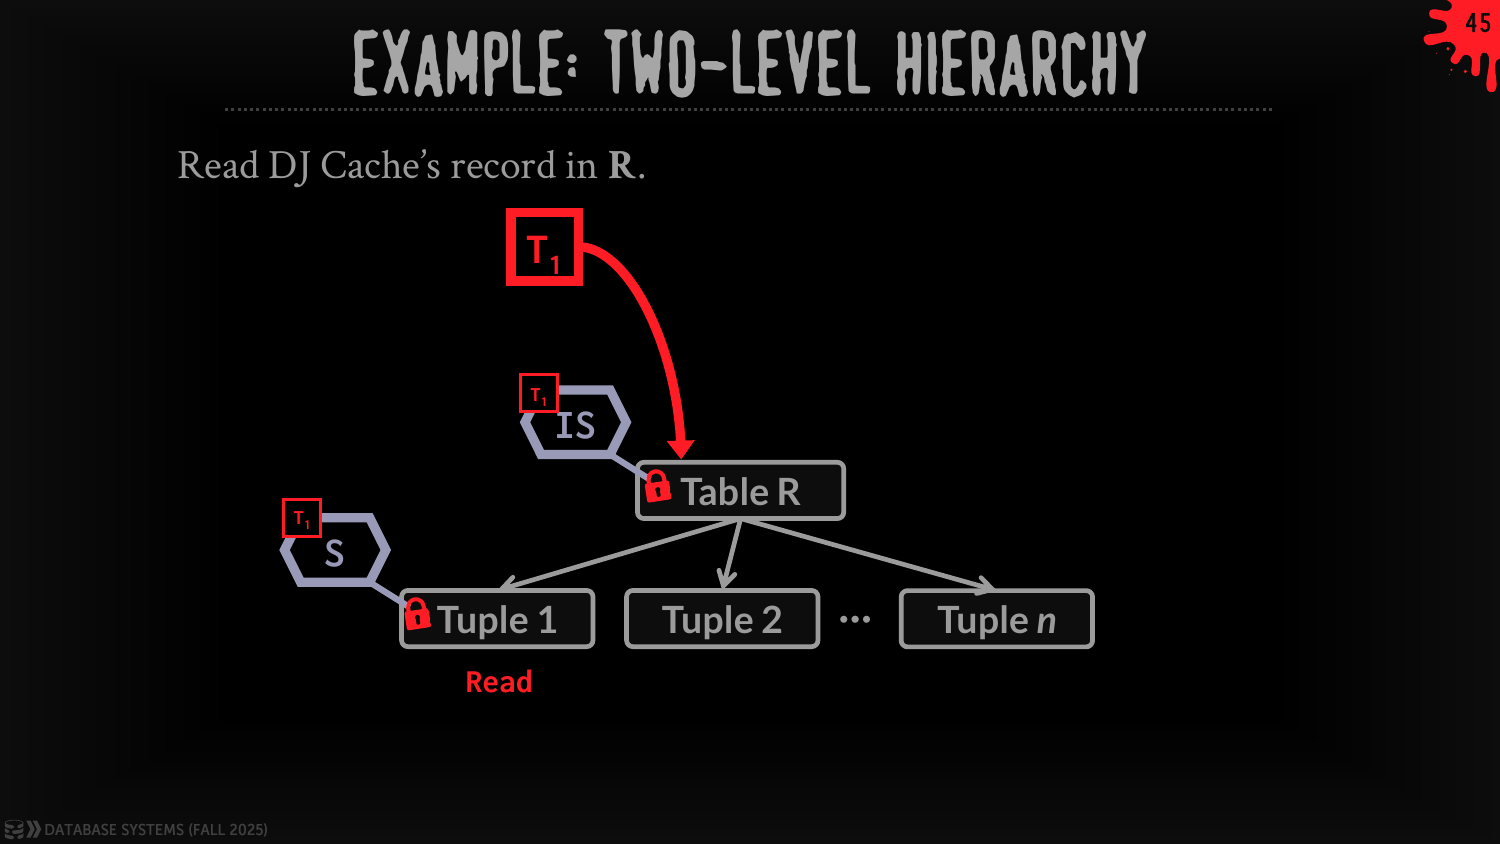 45
EXAMPLE: TWO-LEVEL HIERARCHY
Read DJ Cache's record in R.
T1
T1
IS
Table R
T1
S
Tuple 1
Tuple 2
...
Tuple n
Read
DATABASE SYSTEMS (FALL 2025)